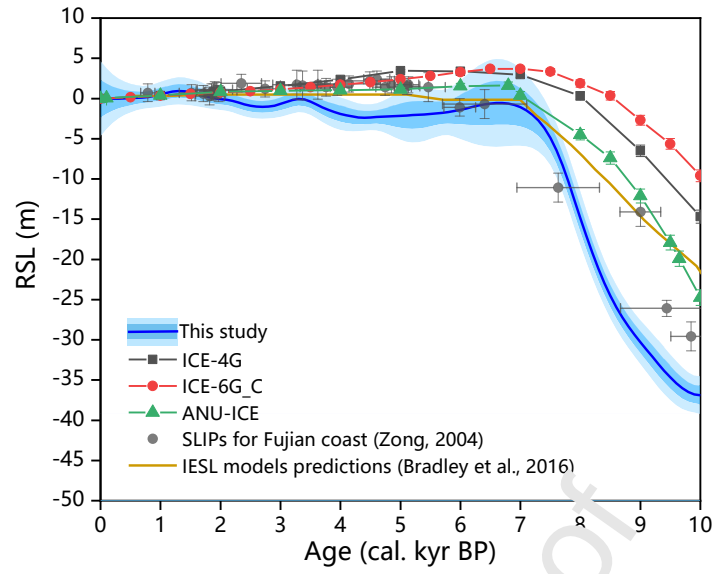 10
5
0
-5
-10
-15
-20
-25
-30
-35
-40
-45
-50
RSL (m)
This study
ICE-4G
ICE-6G_C
ANU-ICE
SLIPs for Fujian coast (Zong, 2004)
IESL models predictions (Bradley et al., 2016)
0 1 2 3 4 5 6 7 8 9 10
Age (cal. kyr BP)
of